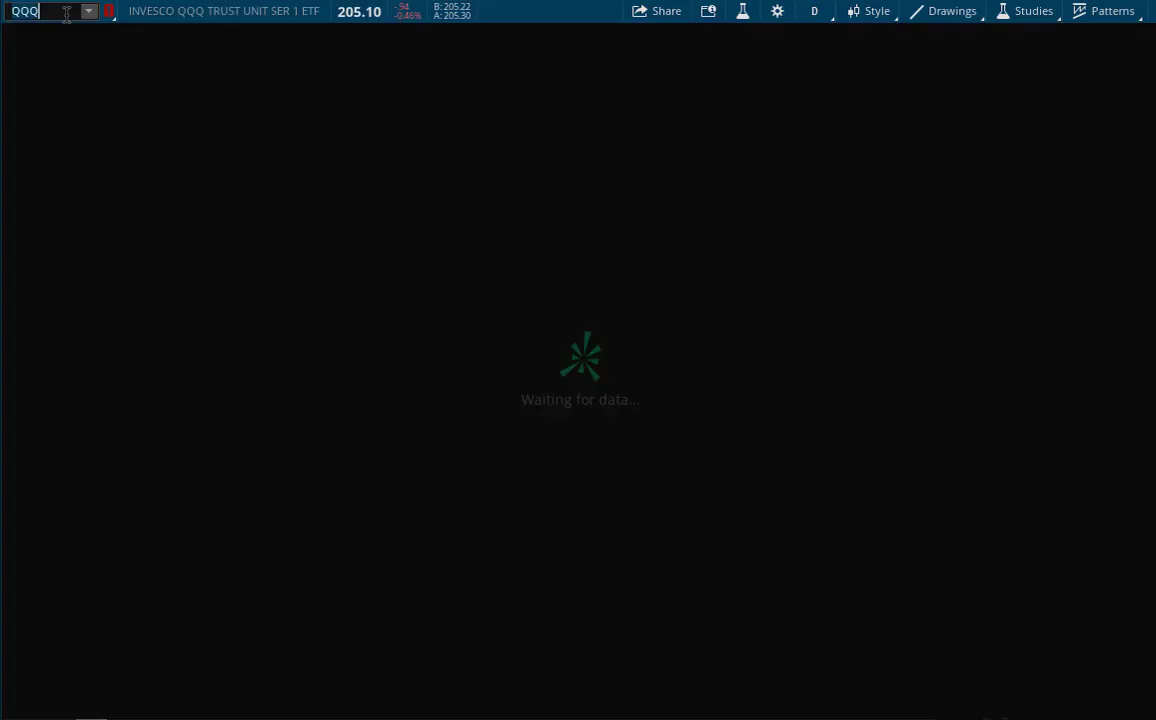 QQQ INVESCO QQQ TRUST UNIT SER 1 ETF 205.10 -.94 B: 205.22 Share D Style Drawings Studies Patterns
-0.46% A: 205.30
Waiting for data...